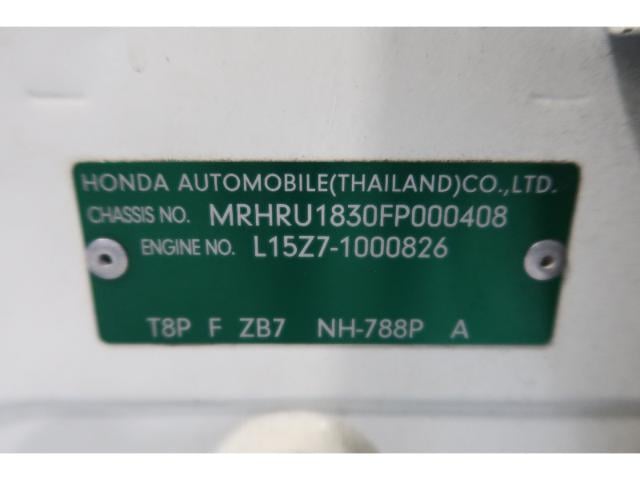 HONDA AUTOMOBILE(THAILAND)CO.,LTD.
CHASSIS NO. MRHRU1830FP000408
ENGINE NO. L15Z7-1000826
T8P F ZB7 NH-788P A